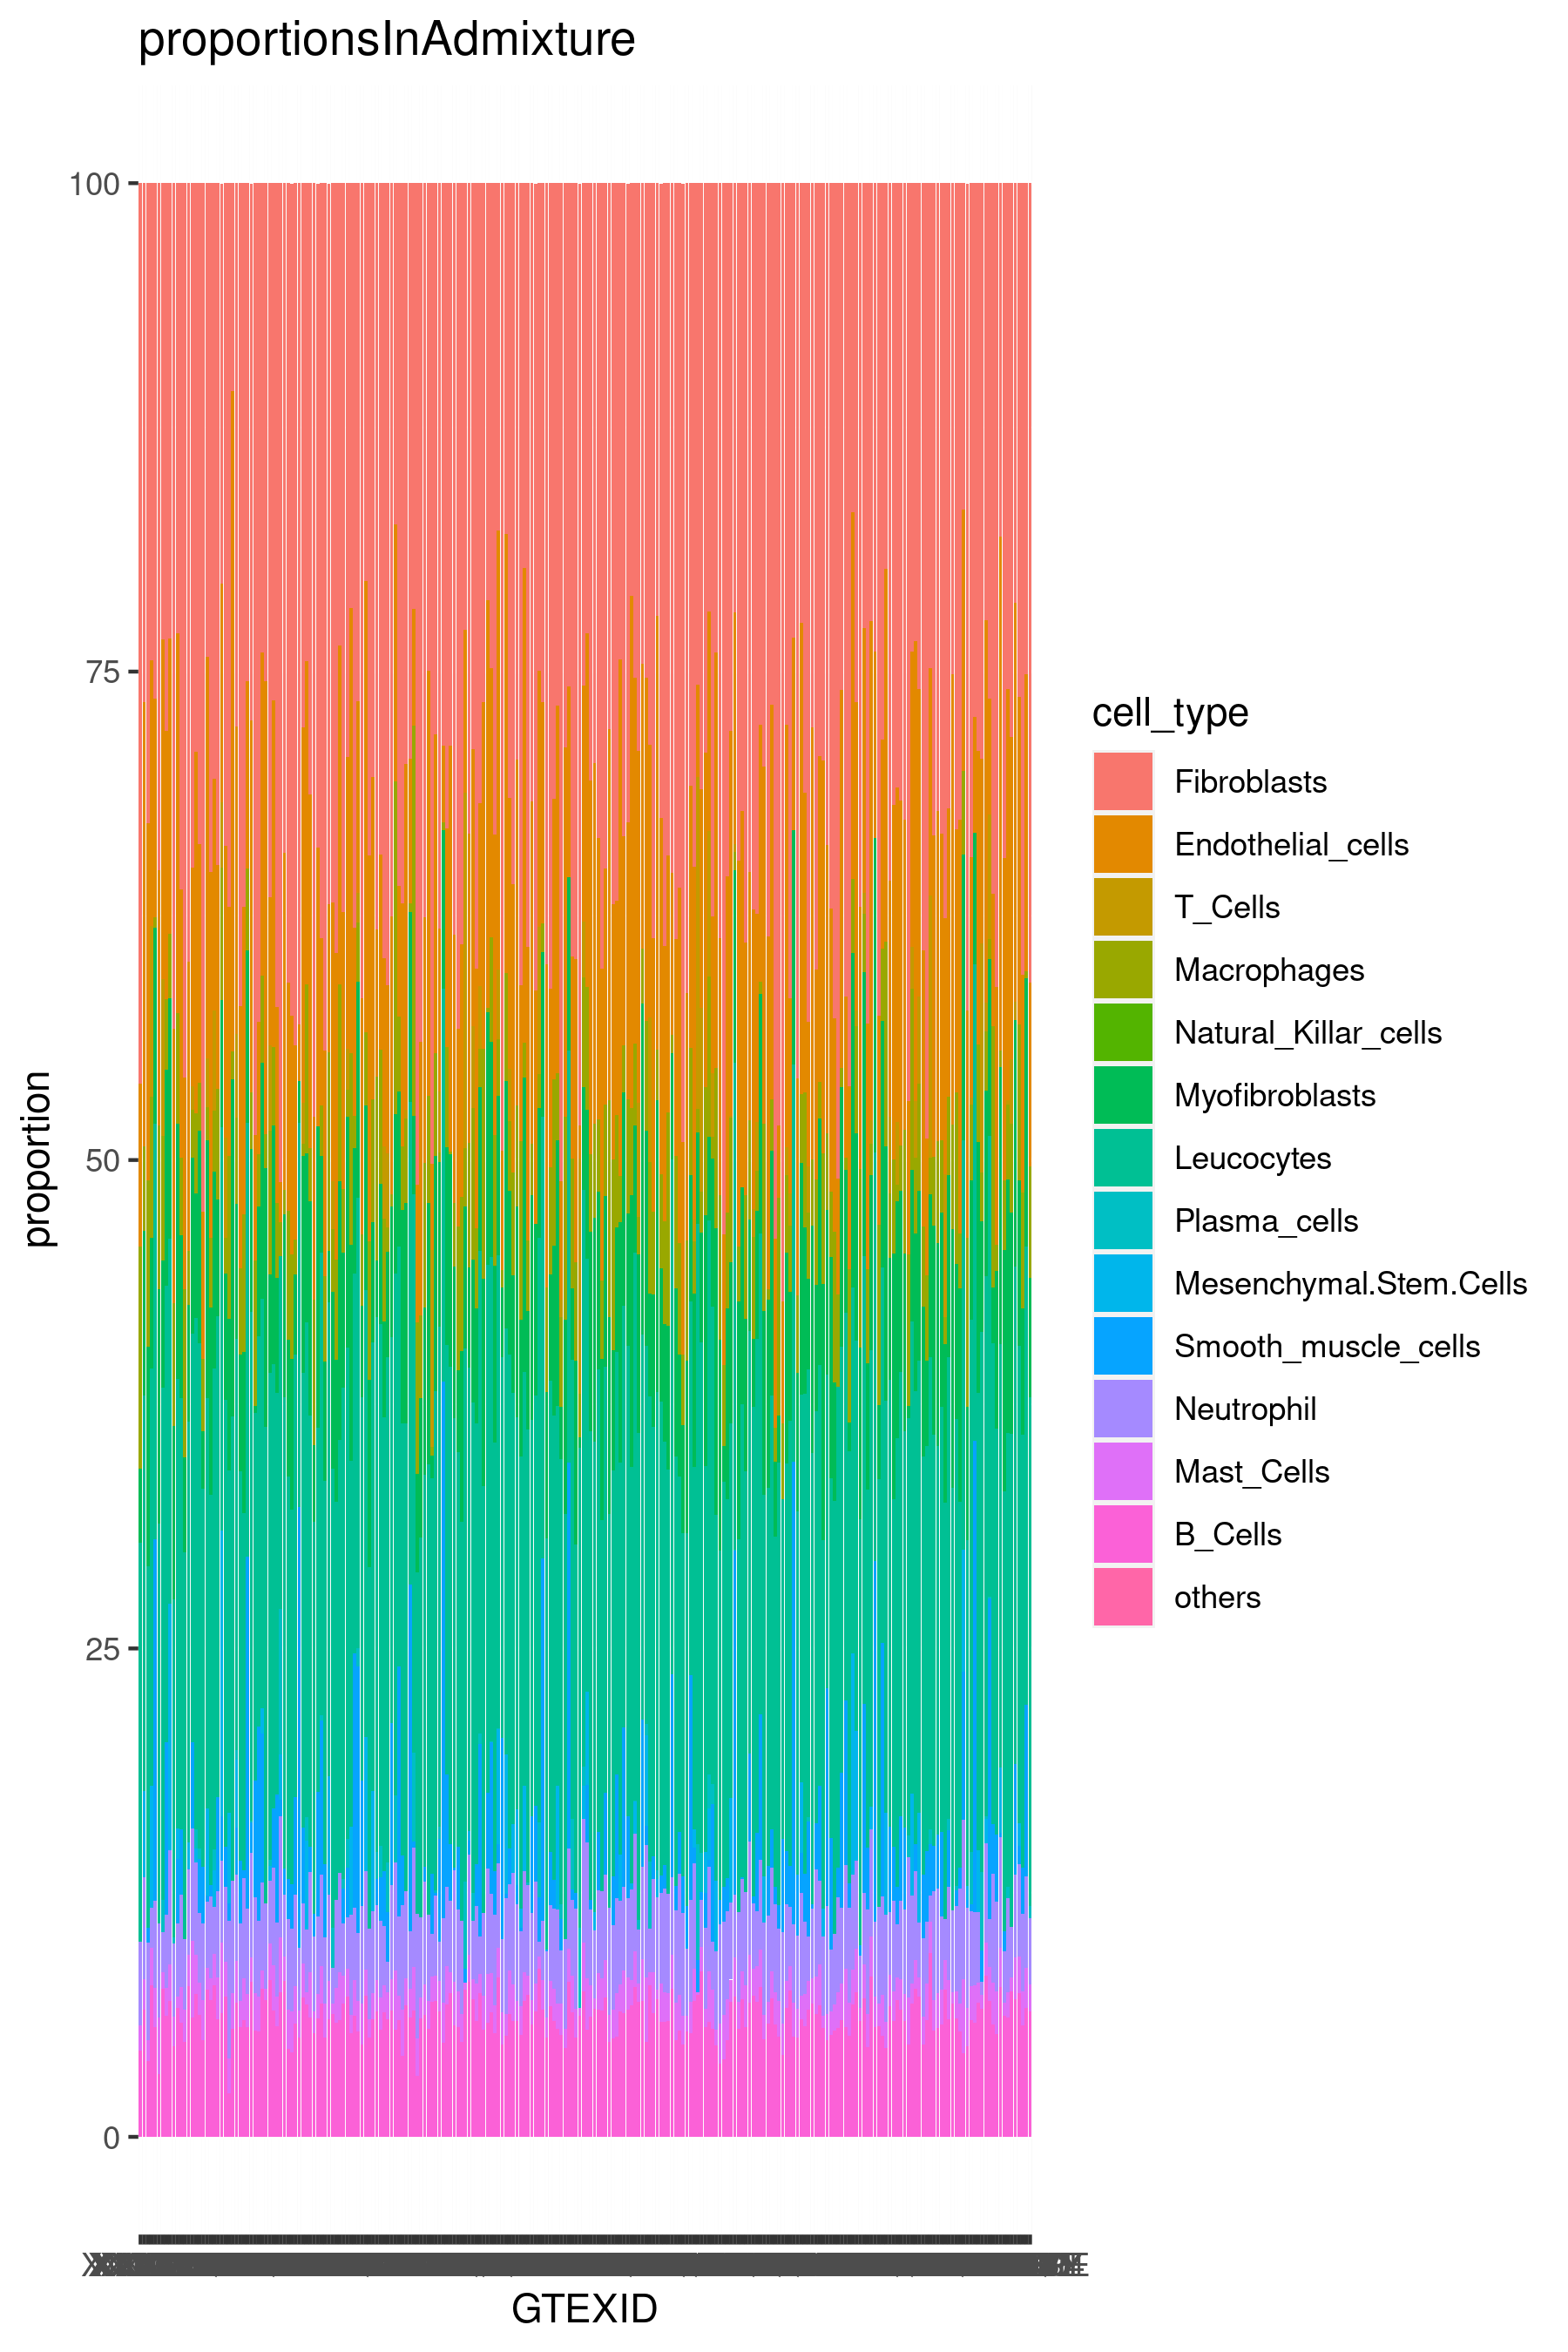 proportionsInAdmixture
100
75
50
25
0
proportion
GTEXID
cell_type
Fibroblasts
Endothelial_cells
T_Cells
Macrophages
Natural_Killar_cells
Myofibroblasts
Leucocytes
Plasma_cells
Mesenchymal.Stem.Cells
Smooth_muscle_cells
Neutrophil
Mast_Cells
B_Cells
others